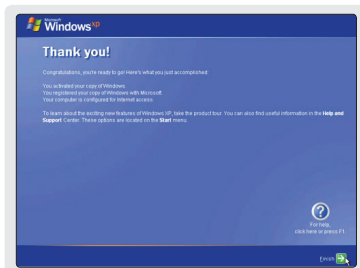 Microsoft
Windows xp
Thank you!
Congratulations, you're ready to go! Here's what you just accomplished:
You activated your copy of Windows.
You registered your copy of Windows with Microsoft.
Your computer is configured for Internet access.
To learn about the exciting new features of Windows XP, take the product tour. You can also find useful information in the Help and
Support Center. These options are located on the Start menu.
For help,
click here or press F1.
Finish